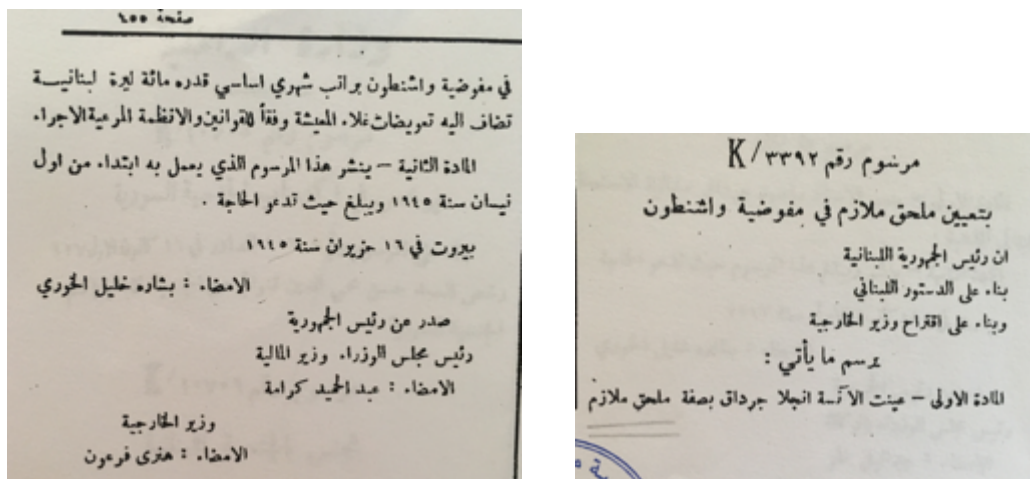 مرسوم رقم ٣٣٩٢/K
بتعيين ملحق ملازم في مفوضية واشنطون
ان رئيس الجمهورية اللبنانية
بناء على الدستور اللبناني
وبناء على اقتراح وزير الخارجية
يرسم ما يأتي :
المادة الاولى – عينت الآنسة انجلا جرداق بصفة ملحق ملازم
صفحة ٤٥٥
في مفوضية واشنطون براتب شهري اساسي قدره مائة ليرة لبنانيـة
تضاف اليه تعويضات غلاء المعيشة وفقاً للقوانين والانظمة المرعية الاجراء.
المادة الثانية – ينشر هذا المرسوم الذي يعمل به ابتداء من اول
نيسان سنة ١٩٤٥ ويبلغ حيث تدعو الحاجة .
بيروت في ١٦ حزيران سنة ١٩٤٥
الامضاء : بشاره خليل الخوري
صدر عن رئيس الجمهورية
رئيس مجلس الوزراء وزير المالية
الامضاء : عبد الحميد كرامة
وزير الخارجية
الامضاء : هنرى فرعون